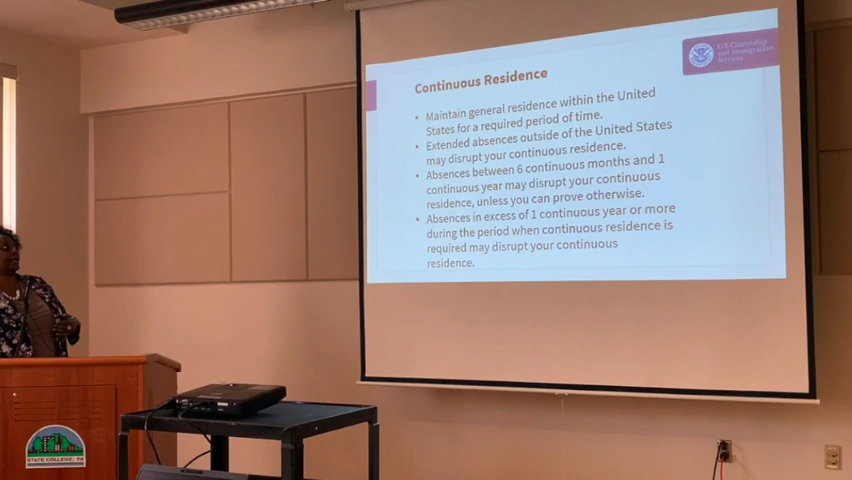 U.S. Citizenship
and Immigration
Services
Continuous Residence
• Maintain general residence within the United
States for a required period of time.
• Extended absences outside of the United States
may disrupt your continuous residence.
• Absences between 6 continuous months and 1
continuous year may disrupt your continuous
residence, unless you can prove otherwise.
• Absences in excess of 1 continuous year or more
during the period when continuous residence is
required may disrupt your continuous
residence.
STATE COLLEGE, PA